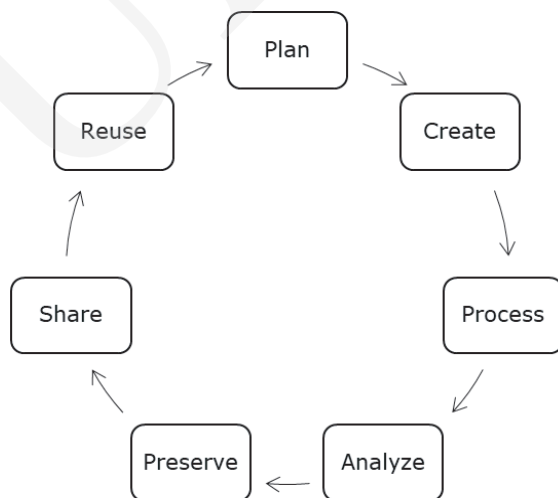 Plan
Create
Process
Analyze
Preserve
Share
Reuse